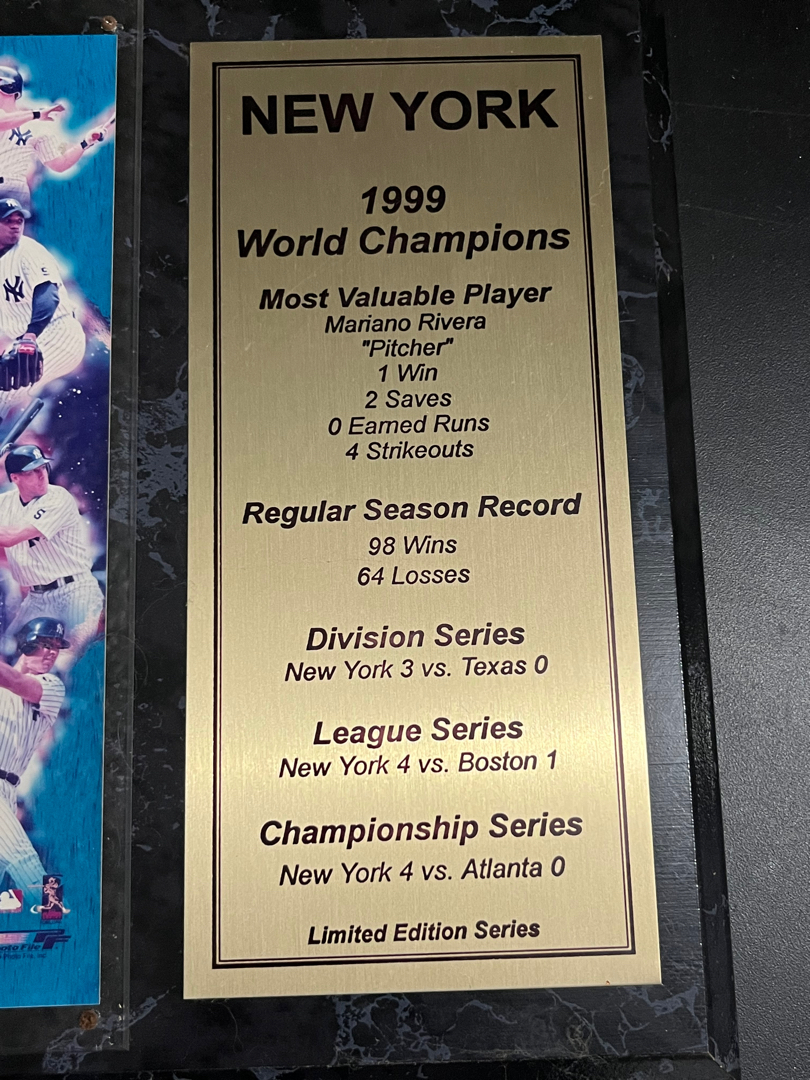 NEW YORK
1999
World Champions
Most Valuable Player
Mariano Rivera
"Pitcher"
1 Win
2 Saves
0 Earned Runs
4 Strikeouts
Regular Season Record
98 Wins
64 Losses
Division Series
New York 3 vs. Texas 0
League Series
New York 4 vs. Boston 1
Championship Series
New York 4 vs. Atlanta 0
Limited Edition Series
Photo File